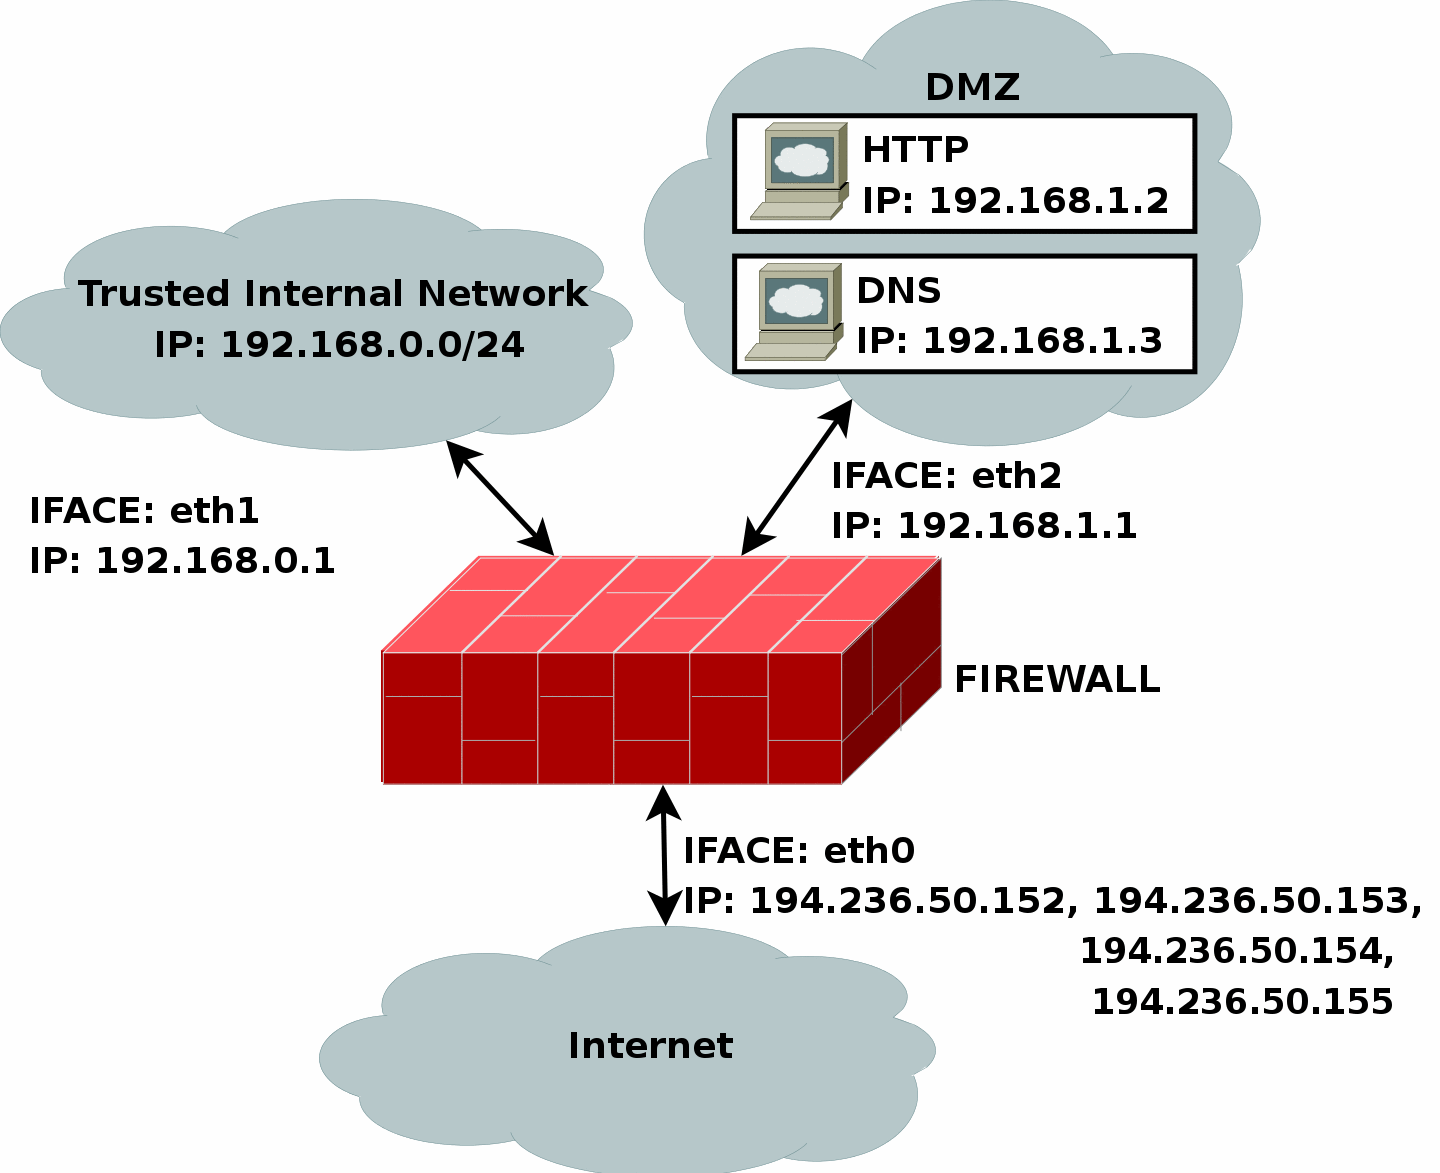 DMZ
HTTP
IP: 192.168.1.2
DNS
IP: 192.168.1.3
Trusted Internal Network
IP: 192.168.0.0/24
IFACE: eth2
IP: 192.168.1.1
IFACE: eth1
IP: 192.168.0.1
FIREWALL
IFACE: eth0
IP: 194.236.50.152, 194.236.50.153,
194.236.50.154,
194.236.50.155
Internet